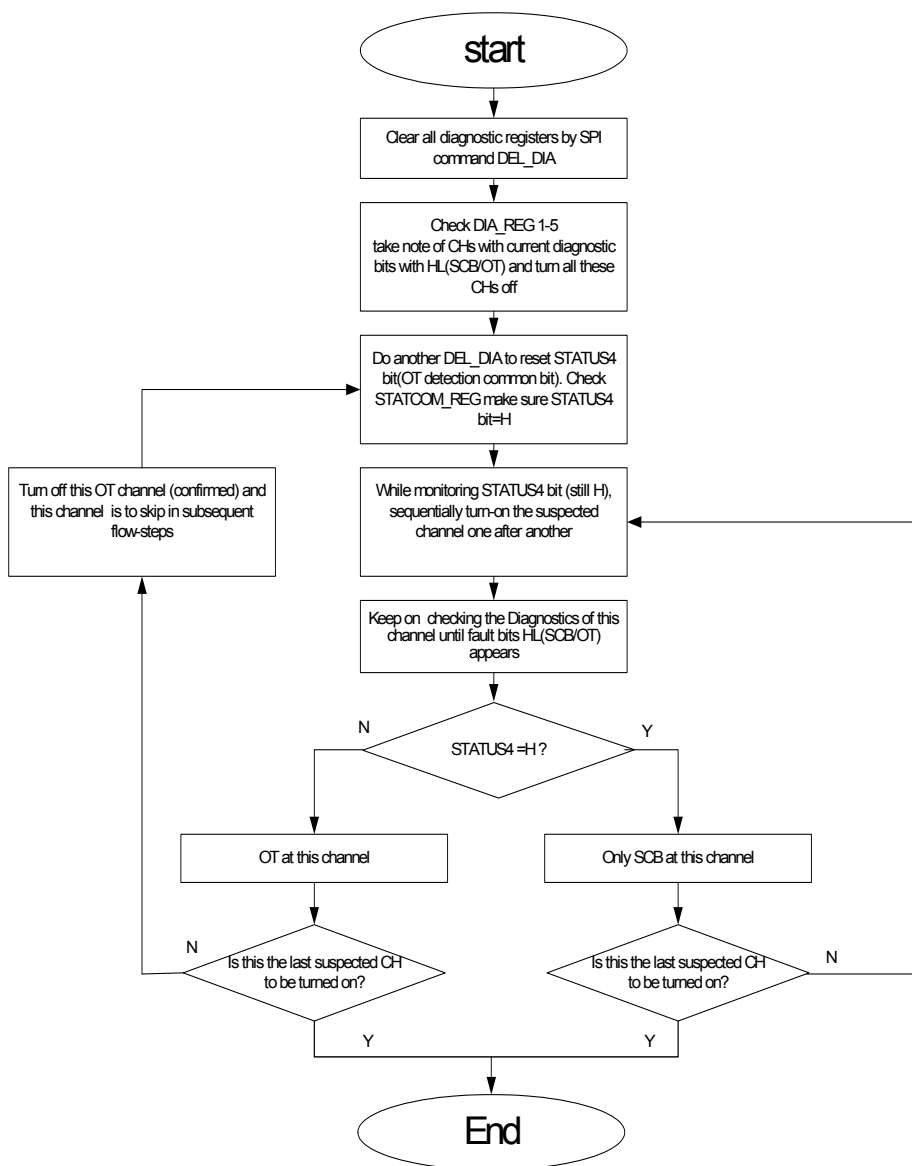 start
Clear all diagnostic registers by SPI
command DEL_DIA
Check DIA_REG 1-5
take note of CHs with current diagnostic
bits with HL(SCB/OT) and turn all these
CHs off
Do another DEL_DIA to reset STATUS4
bit(OT detection common bit). Check
STATCOM_REG make sure STATUS4
bit=H
Turn off this OT channel (confirmed) and
this channel is to skip in subsequent
flow-steps
While monitoring STATUS4 bit (still H),
sequentially turn-on the suspected
channel one after another
Keep on checking the Diagnostics of this
channel until fault bits HL(SCB/OT)
appears
N
Y
STATUS4 =H ?
OT at this channel
Only SCB at this channel
N
Is this the last suspected CH
to be turned on?
Is this the last suspected CH
to be turned on?
N
Y
Y
End